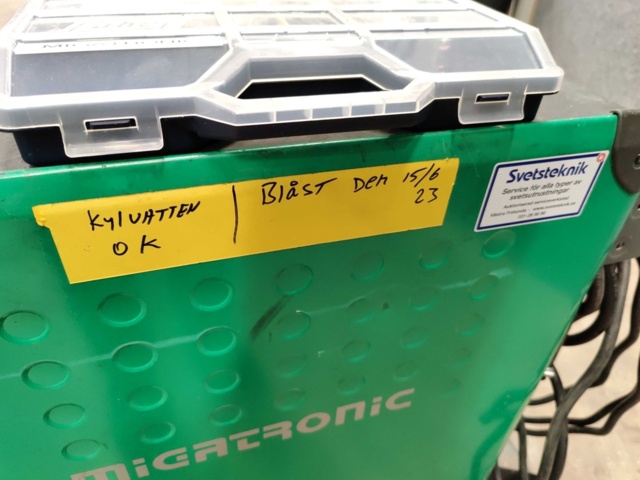 KylVATTEN
OK
BlÅST Den 15/6
23
Svetsteknik
Service för alla typer av
svetsutrustningar
MIGATRONIC